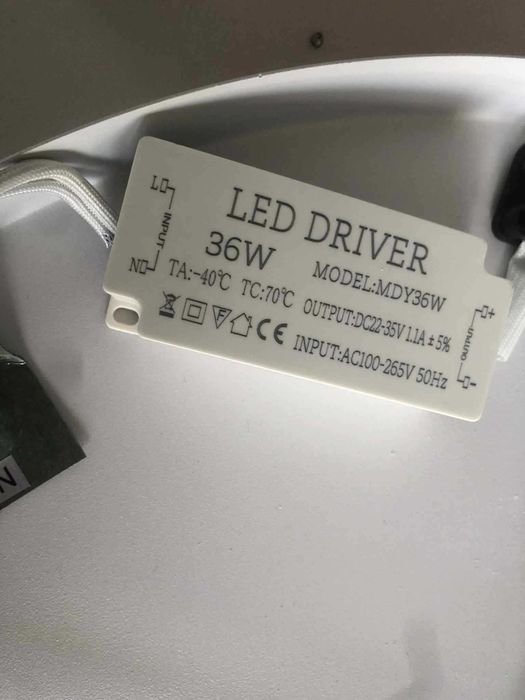 LED DRIVER
36W
MODEL:MDY36W
TA:-40℃ TC:70℃
OUTPUT:DC22-35V 1.1A ± 5%
INPUT:AC100-265V 50Hz
L
INPUT
N
F
CE
+
OUTPUT
-
N